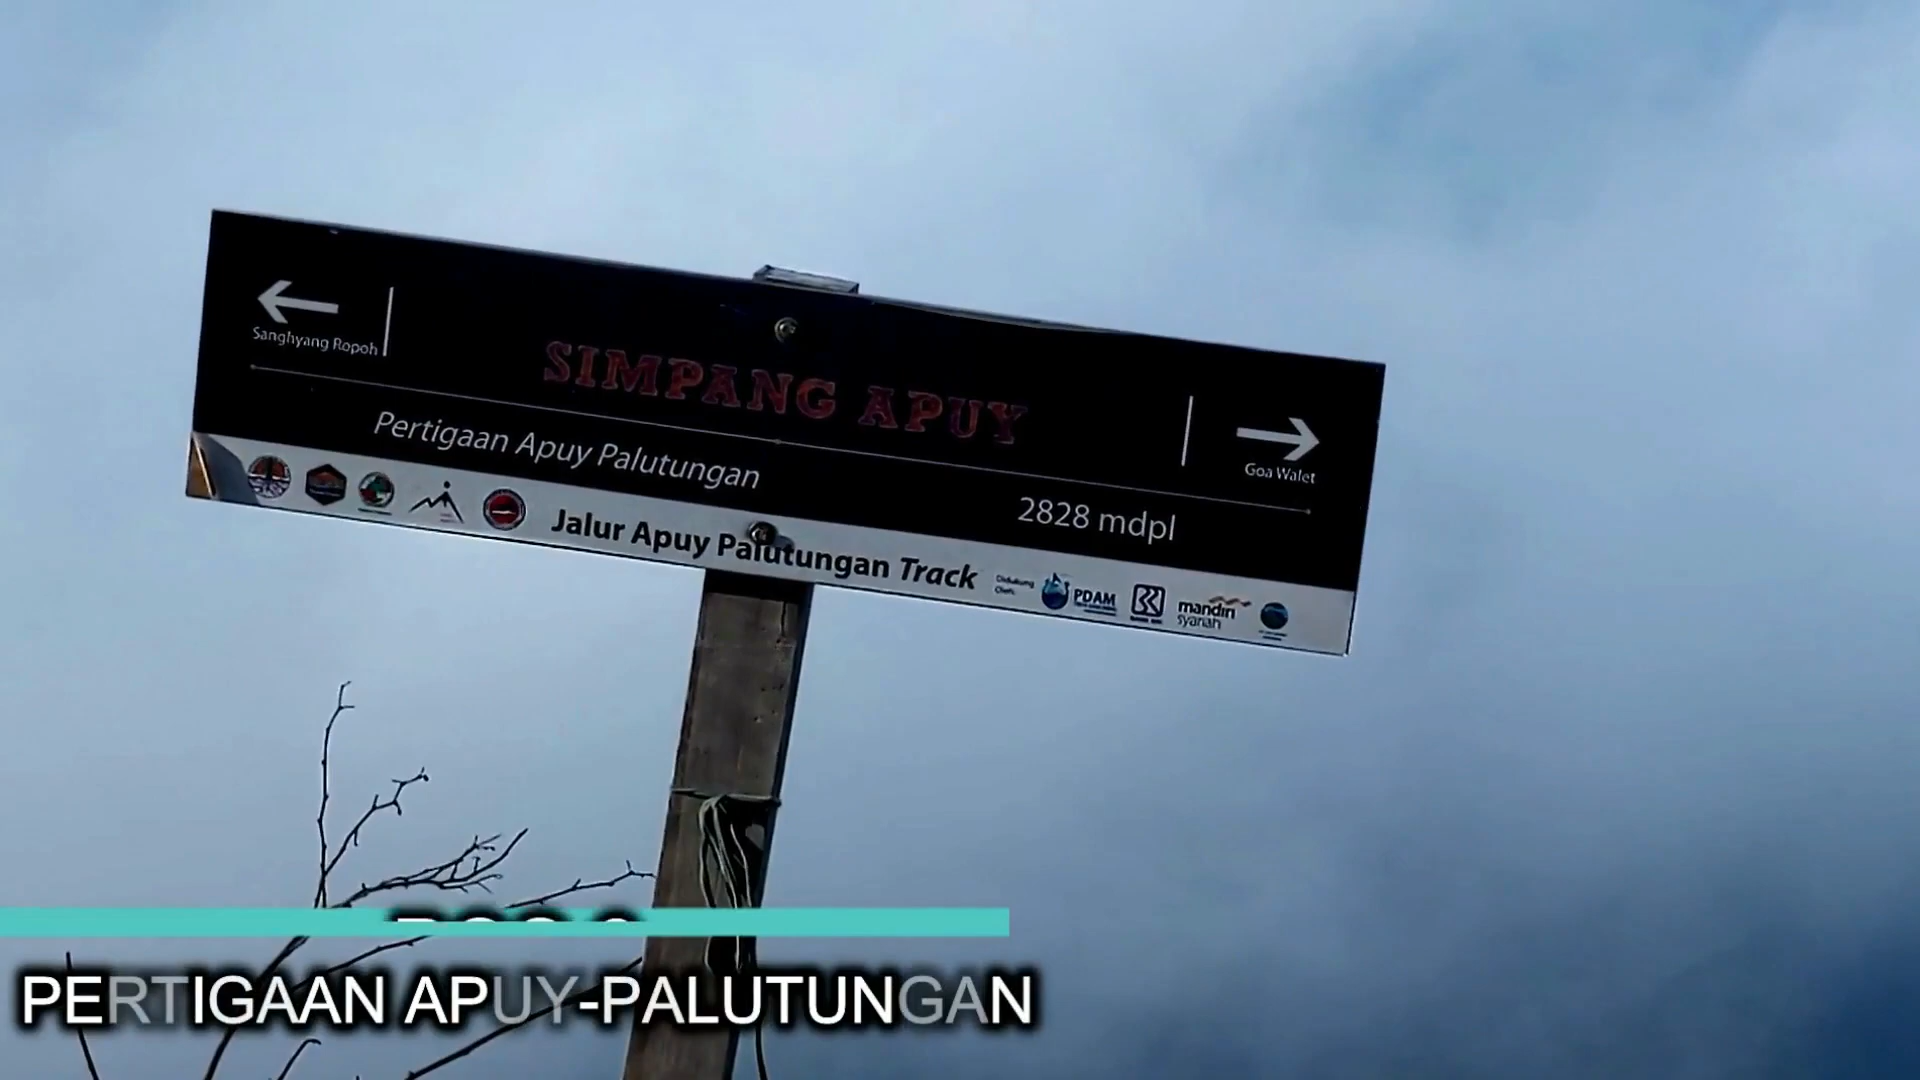 Sanghyang Ropoh
SIMPANG APUY
Goa Walet
Pertigaan Apuy Palutungan
2828 mdpl
Jalur Apuy Palutungan Track
Didukung
Oleh:
PDAM
mandiri
syariah
PERTIGAAN APUY-PALUTUNGAN